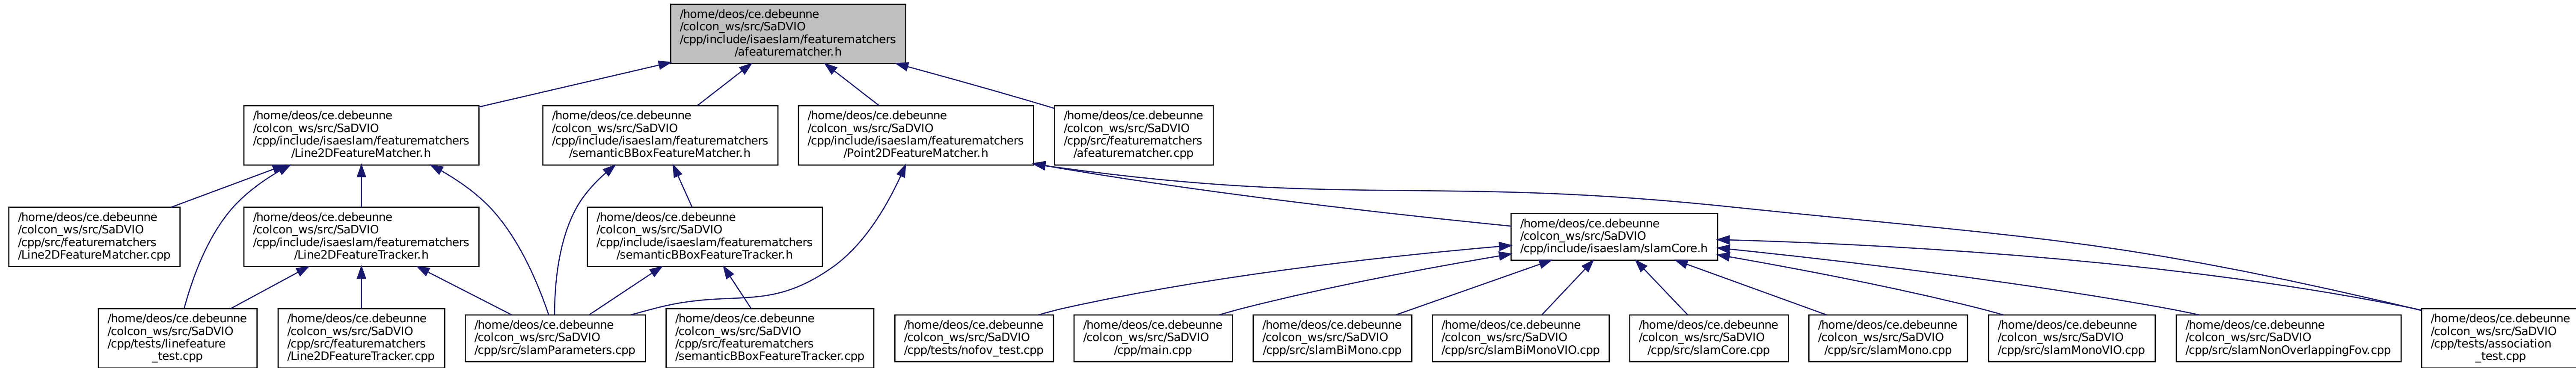 /home/deos/ce.debeunne
/colcon_ws/src/SaDVIO
/cpp/include/isaeslam/featurematchers
/afeaturematcher.h
/home/deos/ce.debeunne
/colcon_ws/src/SaDVIO
/cpp/include/isaeslam/featurematchers
/Line2DFeatureMatcher.h
/home/deos/ce.debeunne
/colcon_ws/src/SaDVIO
/cpp/include/isaeslam/featurematchers
/semanticBBoxFeatureMatcher.h
/home/deos/ce.debeunne
/colcon_ws/src/SaDVIO
/cpp/include/isaeslam/featurematchers
/Point2DFeatureMatcher.h
/home/deos/ce.debeunne
/colcon_ws/src/SaDVIO
/cpp/src/featurematchers
/afeaturematcher.cpp
/home/deos/ce.debeunne
/colcon_ws/src/SaDVIO
/cpp/src/featurematchers
/Line2DFeatureMatcher.cpp
/home/deos/ce.debeunne
/colcon_ws/src/SaDVIO
/cpp/include/isaeslam/featurematchers
/Line2DFeatureTracker.h
/home/deos/ce.debeunne
/colcon_ws/src/SaDVIO
/cpp/include/isaeslam/featurematchers
/semanticBBoxFeatureTracker.h
/home/deos/ce.debeunne
/colcon_ws/src/SaDVIO
/cpp/include/isaeslam/slamCore.h
/home/deos/ce.debeunne
/colcon_ws/src/SaDVIO
/cpp/tests/linefeature
_test.cpp
/home/deos/ce.debeunne
/colcon_ws/src/SaDVIO
/cpp/src/featurematchers
/Line2DFeatureTracker.cpp
/home/deos/ce.debeunne
/colcon_ws/src/SaDVIO
/cpp/src/slamParameters.cpp
/home/deos/ce.debeunne
/colcon_ws/src/SaDVIO
/cpp/src/featurematchers
/semanticBBoxFeatureTracker.cpp
/home/deos/ce.debeunne
/colcon_ws/src/SaDVIO
/cpp/tests/nofov_test.cpp
/home/deos/ce.debeunne
/colcon_ws/src/SaDVIO
/cpp/main.cpp
/home/deos/ce.debeunne
/colcon_ws/src/SaDVIO
/cpp/src/slamBiMono.cpp
/home/deos/ce.debeunne
/colcon_ws/src/SaDVIO
/cpp/src/slamBiMonoVIO.cpp
/home/deos/ce.debeunne
/colcon_ws/src/SaDVIO
/cpp/src/slamCore.cpp
/home/deos/ce.debeunne
/colcon_ws/src/SaDVIO
/cpp/src/slamMono.cpp
/home/deos/ce.debeunne
/colcon_ws/src/SaDVIO
/cpp/src/slamMonoVIO.cpp
/home/deos/ce.debeunne
/colcon_ws/src/SaDVIO
/cpp/src/slamNonOverlappingFov.cpp
/home/deos/ce.debeunne
/colcon_ws/src/SaDVIO
/cpp/tests/association
_test.cpp